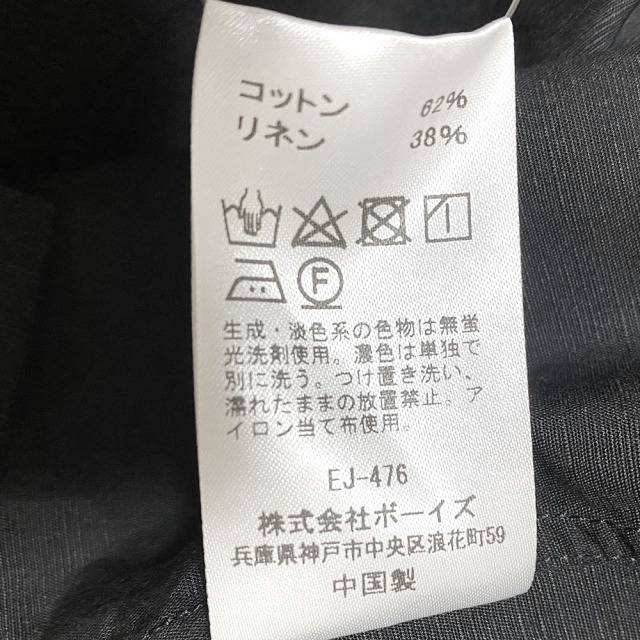 コットン 62%
リネン 38%
F
生成・淡色系の色物は無蛍
光洗剤使用。濃色は単独で
別に洗う。つけ置き洗い、
濡れたままの放置禁止。ア
イロン当て布使用。
EJ-476
株式会社ボーイズ
兵庫県神戸市中央区浪花町59
中国製